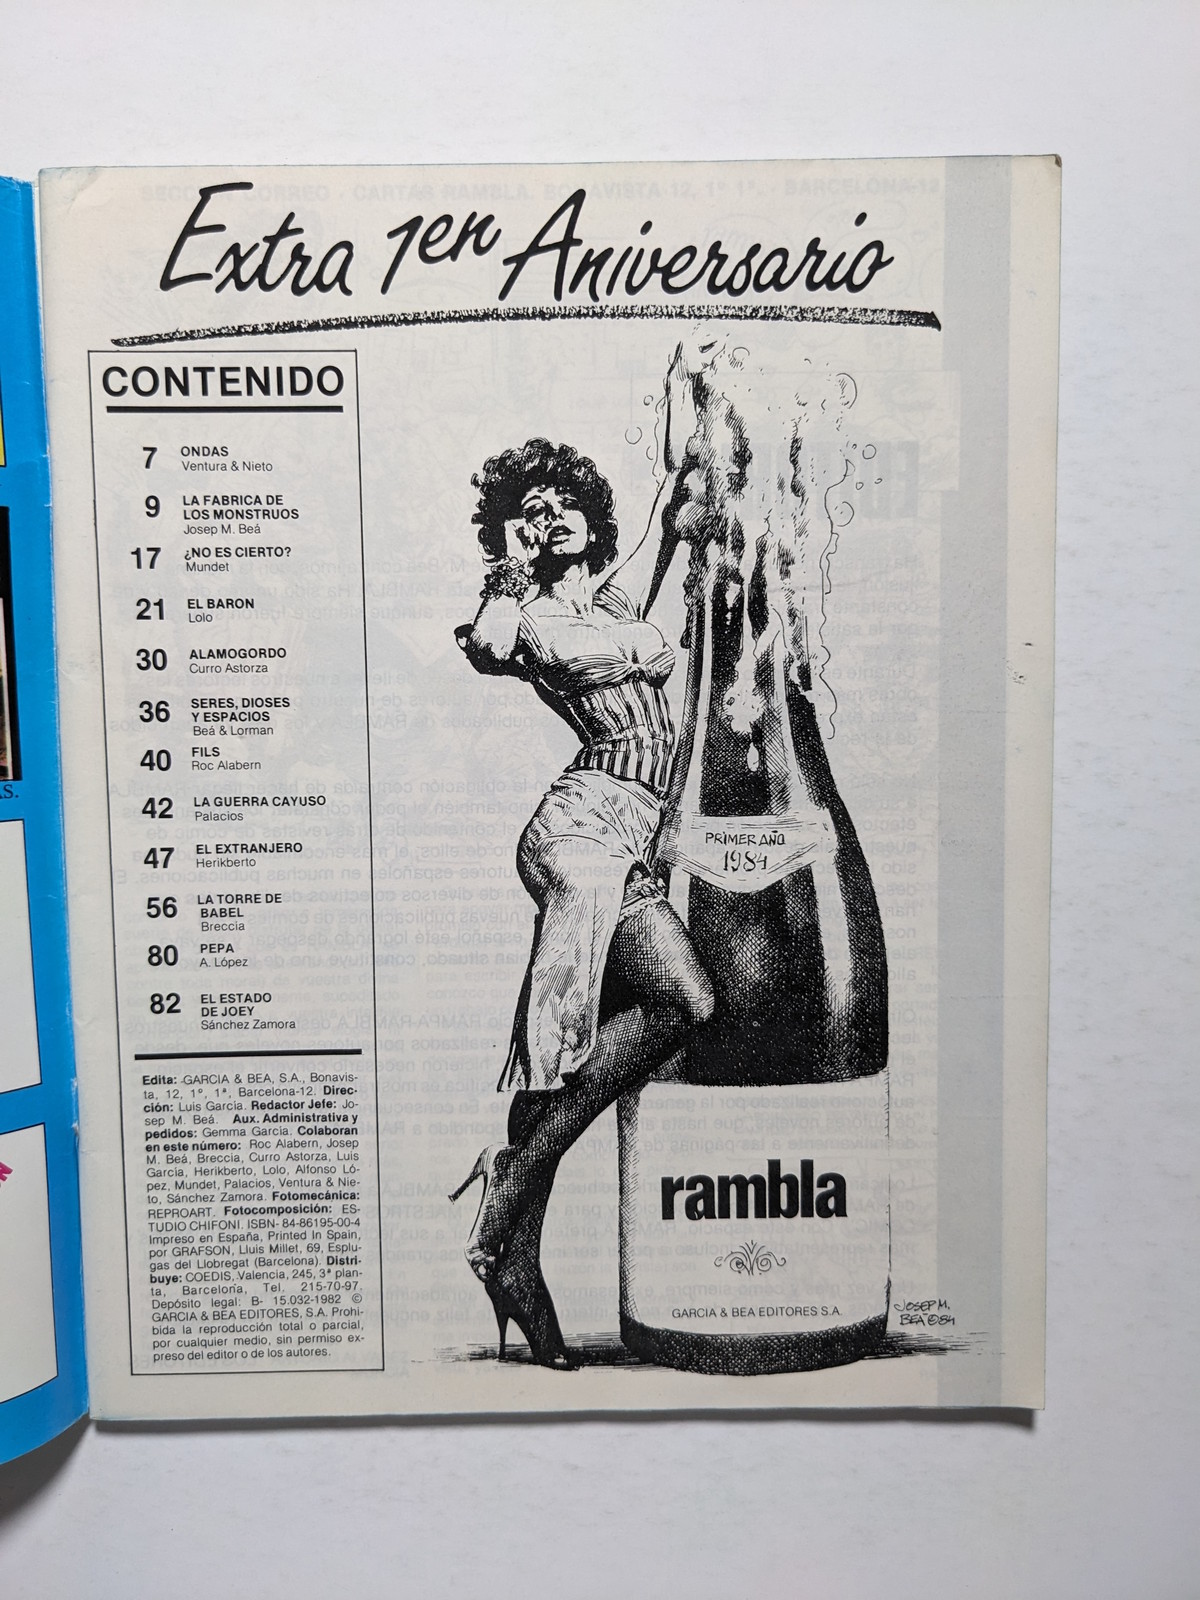 Extra 1en Aniversario
CONTENIDO
7 ONDAS
Ventura & Nieto
9 LA FABRICA DE
LOS MONSTRUOS
Josep M. Beá
17 ¿NO ES CIERTO?
Mundet
21 EL BARON
Lolo
30 ALAMOGORDO
Curro Astorza
36 SERES, DIOSES
Y ESPACIOS
Beá & Lorman
40 FILS
Roc Alabern
42 LA GUERRA CAYUSO
Palacios
47 EL EXTRANJERO
Herikberto
56 LA TORRE DE
BABEL
Breccia
80 PEPA
A. López
82 EL ESTADO
DE JOEY
Sánchez Zamora
Edita: GARCIA & BEA, S.A., Bonavis-
ta, 12, 1º, 1ª, Barcelona-12. Direc-
ción: Luis García. Redactor Jefe: Jo-
sep M. Beá. Aux. Administrativa y
pedidos: Gemma García. Colaboran
en este número: Roc Alabern, Josep
M. Beá, Breccia, Curro Astorza, Luis
García, Herikberto, Lolo, Alfonso Ló-
pez, Mundet, Palacios, Ventura & Nie-
to, Sánchez Zamora. Fotomecánica:
REPROART. Fotocomposición: ES-
TUDIO CHIFONI. ISBN- 84-86195-00-4
Impreso en España, Printed In Spain,
por GRAFSON, Lluis Millet, 69, Esplu-
gas del Llobregat (Barcelona). Distri-
buye: COEDIS, Valencia, 245, 3ª plan-
ta, Barcelona, Tel. 215-70-97.
Depósito legal: B- 15.032-1982 ©
GARCIA & BEA EDITORES, S.A. Prohi-
bida la reproducción total o parcial,
por cualquier medio, sin permiso ex-
preso del editor o de los autores.
PRIMER AÑO
1984
rambla
GARCIA & BEA EDITORES S.A.
JOSEP M.
BEÁ © 84